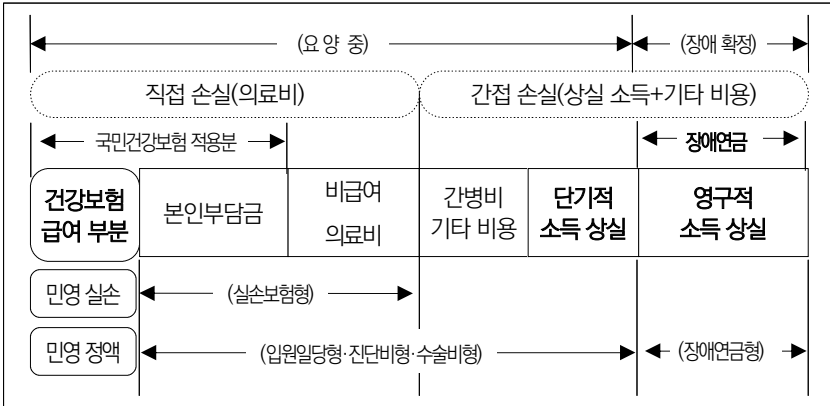 (요양 중) (장애 확정)
직접 손실(의료비) 간접 손실(상실 소득+기타 비용)
국민건강보험 적용분 장애연금
건강보험
급여 부분
본인부담금
비급여
의료비
간병비
기타 비용
단기적
소득 상실
영구적
소득 상실
민영 실손 (실손보험형)
민영 정액 (입원일당형·진단비형·수술비형) (장애연금형)